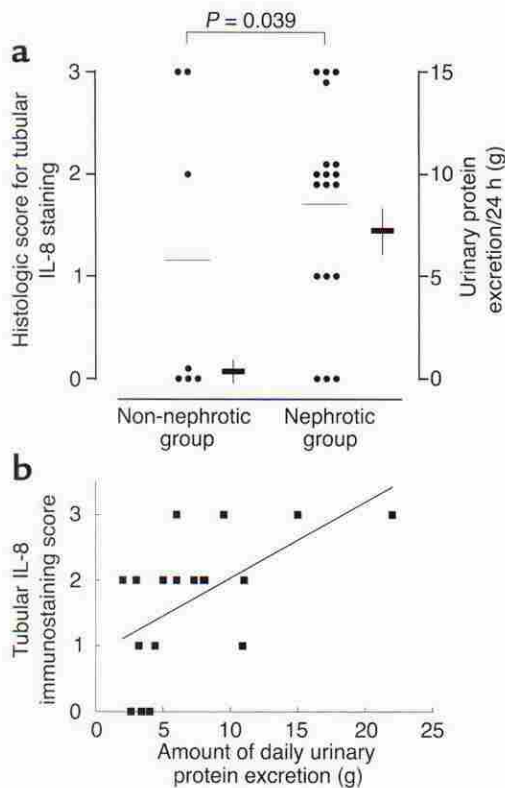 P = 0.039
a
Histologic score for tubular
IL-8 staining
3
2
1
0
15
10
5
0
Urinary protein
excretion/24 h (g)
Non-nephrotic
group
Nephrotic
group
b
Tubular IL-8
immunostaining score
3
2
1
0
0
5
10
15
20
25
Amount of daily urinary
protein excretion (g)